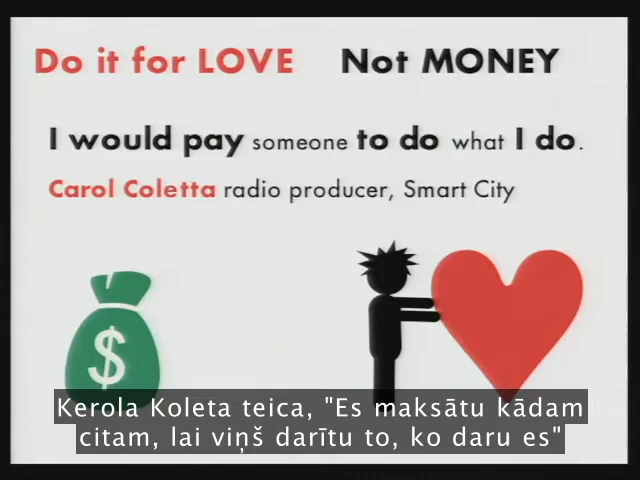 Do it for LOVE Not MONEY
I would pay someone to do what I do.
Carol Coletta radio producer, Smart City
$
Kerola Koleta teica, "Es maksātu kādam
citam, lai viņš darītu to, ko daru es"